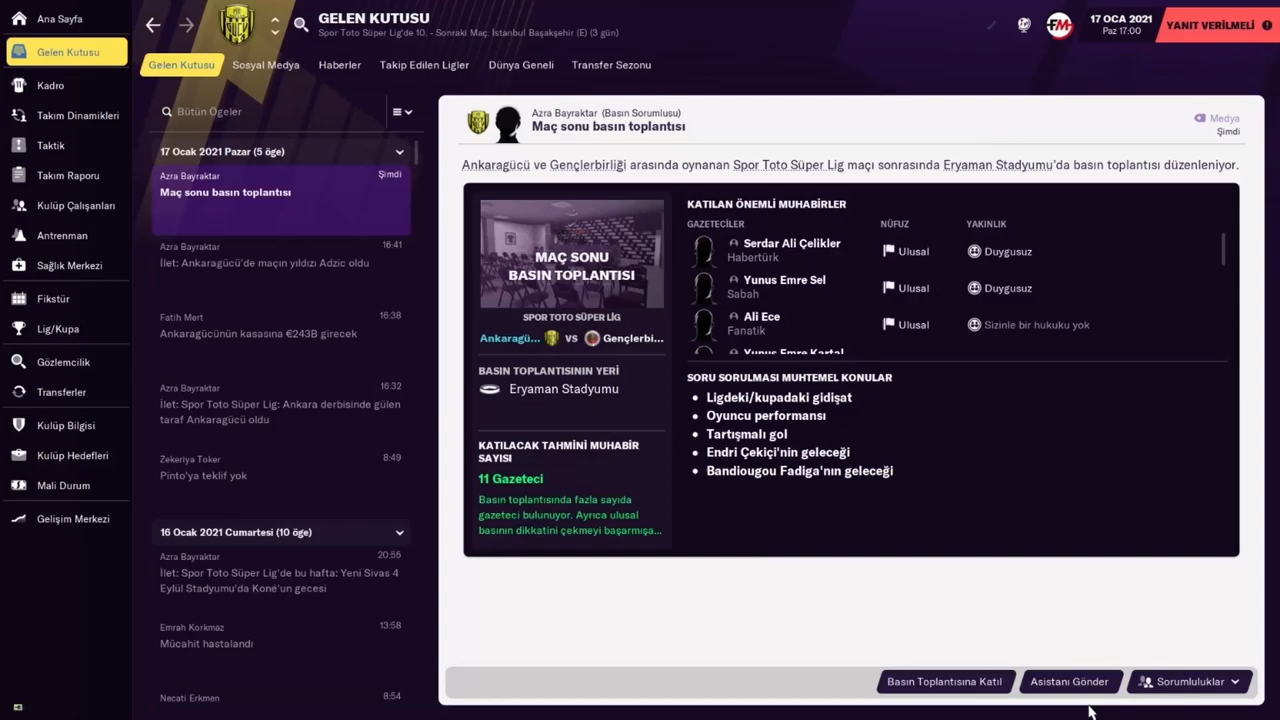 Ana Sayfa
Gelen Kutusu
Kadro
Takım Dinamikleri
Taktik
Takım Raporu
Kulüp Çalışanları
Antrenman
Sağlık Merkezi
Fikstür
Lig/Kupa
Gözlemcilik
Transferler
Kulüp Bilgisi
Kulüp Hedefleri
Mali Durum
Gelişim Merkezi
GELEN KUTUSU
Spor Toto Süper Lig'de 10. - Sonraki Maç: İstanbul Başakşehir (E) (3 gün)
FM
17 OCA 2021
Paz 17:00
YANIT VERİLMELİ
Gelen Kutusu
Sosyal Medya
Haberler
Takip Edilen Ligler
Dünya Geneli
Transfer Sezonu
Bütün Ögeler
17 Ocak 2021 Pazar (5 öge)
Azra Bayraktar
Şimdi
Maç sonu basın toplantısı
Azra Bayraktar
16:41
İlet: Ankaragücü'de maçın yıldızı Adzic oldu
Fatih Mert
16:38
Ankaragücünün kasasına €243B girecek
Azra Bayraktar
16:32
İlet: Spor Toto Süper Lig: Ankara derbisinde gülen
taraf Ankaragücü oldu
Zekeriya Toker
8:49
Pinto'ya teklif yok
16 Ocak 2021 Cumartesi (10 öge)
Azra Bayraktar
20:55
İlet: Spor Toto Süper Lig'de bu hafta: Yeni Sivas 4
Eylül Stadyumu'da Koné'un gecesi
Emrah Korkmaz
13:58
Mücahit hastalandı
Necati Erkmen
8:54
Azra Bayraktar (Basın Sorumlusu)
Maç sonu basın toplantısı
Medya
Şimdi
Ankaragücü ve Gençlerbirliği arasında oynanan Spor Toto Süper Lig maçı sonrasında Eryaman Stadyumu'da basın toplantısı düzenleniyor.
MAÇ SONU
BASIN TOPLANTISI
SPOR TOTO SÜPER LİG
Ankaragü... VS Gençlerbi...
BASIN TOPLANTISININ YERİ
Eryaman Stadyumu
KATILACAK TAHMİNİ MUHABİR
SAYISI
11 Gazeteci
Basın toplantısında fazla sayıda
gazeteci bulunuyor. Ayrıca ulusal
basının dikkatini çekmeyi başarmışa...
KATILAN ÖNEMLİ MUHABİRLER
GAZETECİLER
NÜFUZ
YAKINLIK
Serdar Ali Çelikler
Habertürk
Ulusal
Duygusuz
Yunus Emre Sel
Sabah
Ulusal
Duygusuz
Ali Ece
Fanatik
Ulusal
Sizinle bir hukuku yok
Yunus Emre Kartal
SORU SORULMASI MUHTEMEL KONULAR
• Ligdeki/kupadaki gidişat
• Oyuncu performansı
• Tartışmalı gol
• Endri Çekiçi'nin geleceği
• Bandiougou Fadiga'nın geleceği
Basın Toplantısına Katıl
Asistanı Gönder
Sorumluluklar